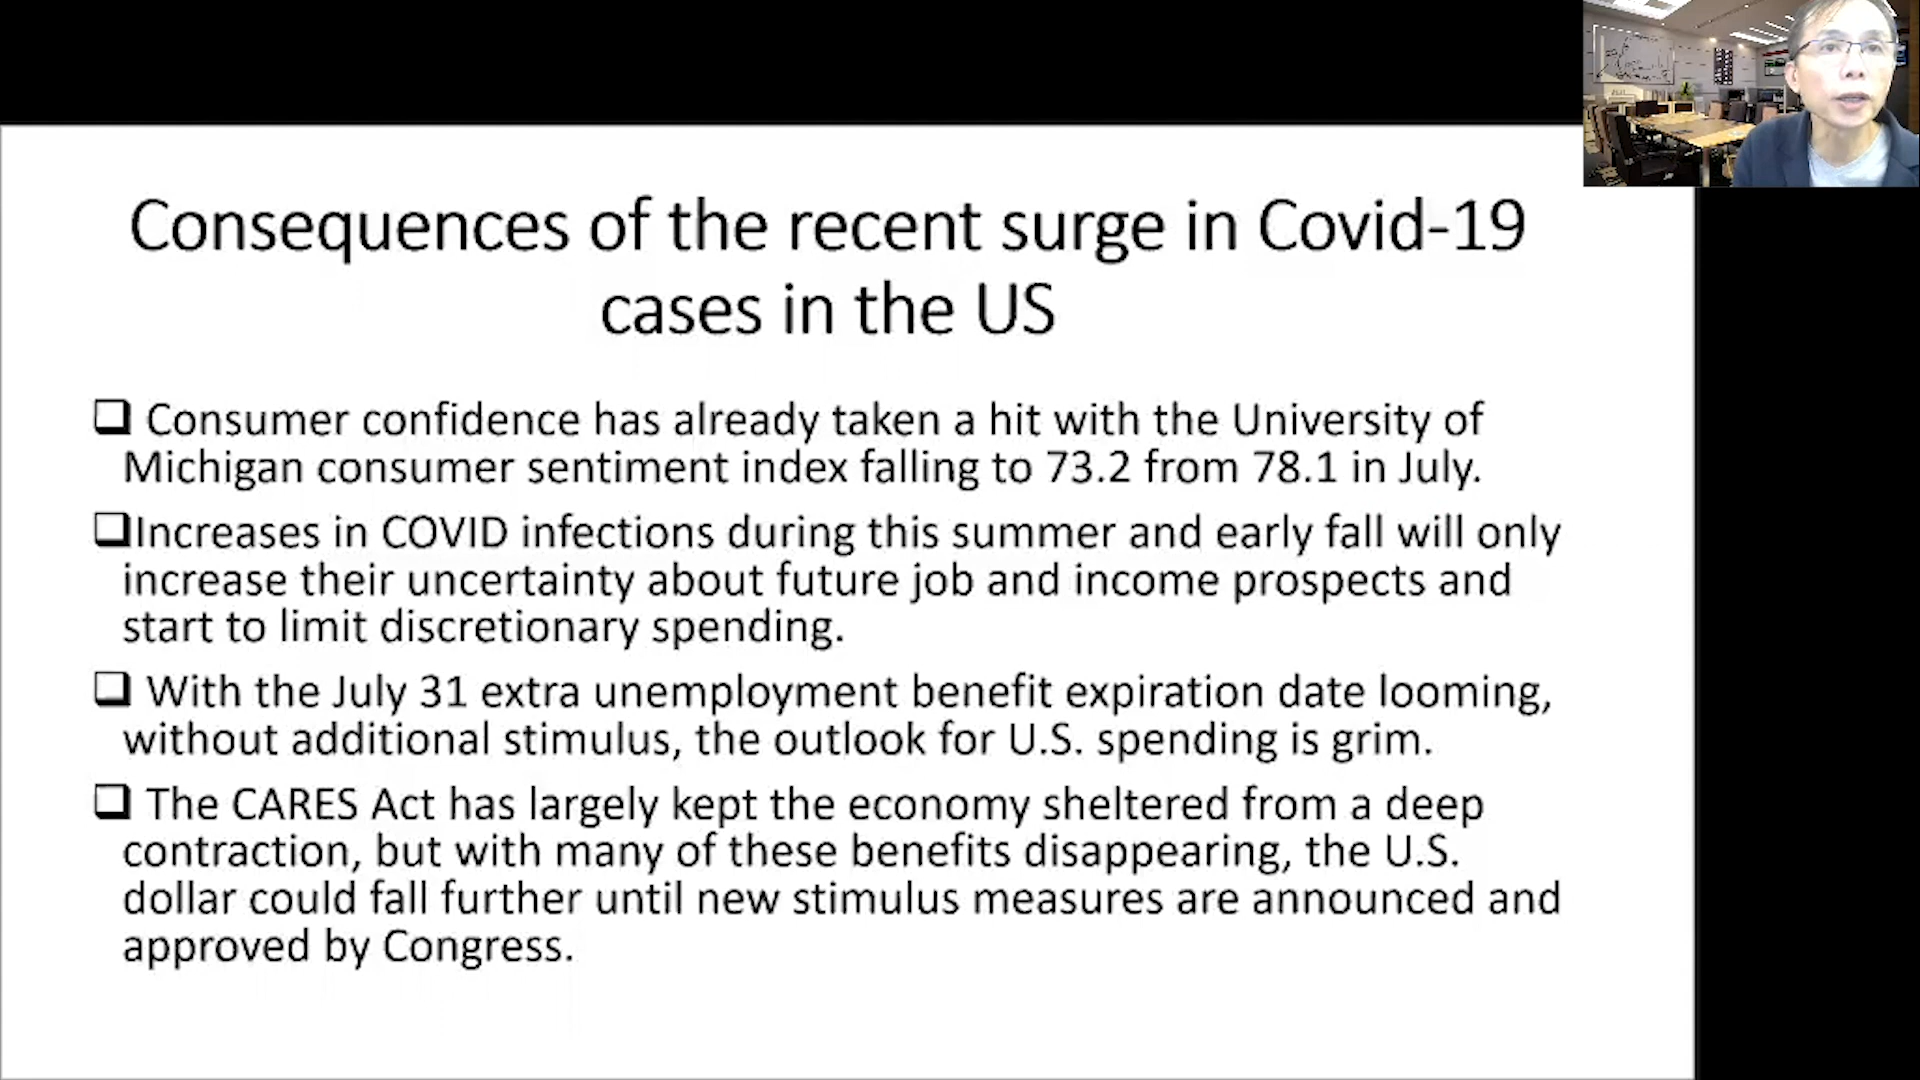 Consequences of the recent surge in Covid-19
cases in the US
❑ Consumer confidence has already taken a hit with the University of
Michigan consumer sentiment index falling to 73.2 from 78.1 in July.
❑Increases in COVID infections during this summer and early fall will only
increase their uncertainty about future job and income prospects and
start to limit discretionary spending.
❑ With the July 31 extra unemployment benefit expiration date looming,
without additional stimulus, the outlook for U.S. spending is grim.
❑ The CARES Act has largely kept the economy sheltered from a deep
contraction, but with many of these benefits disappearing, the U.S.
dollar could fall further until new stimulus measures are announced and
approved by Congress.